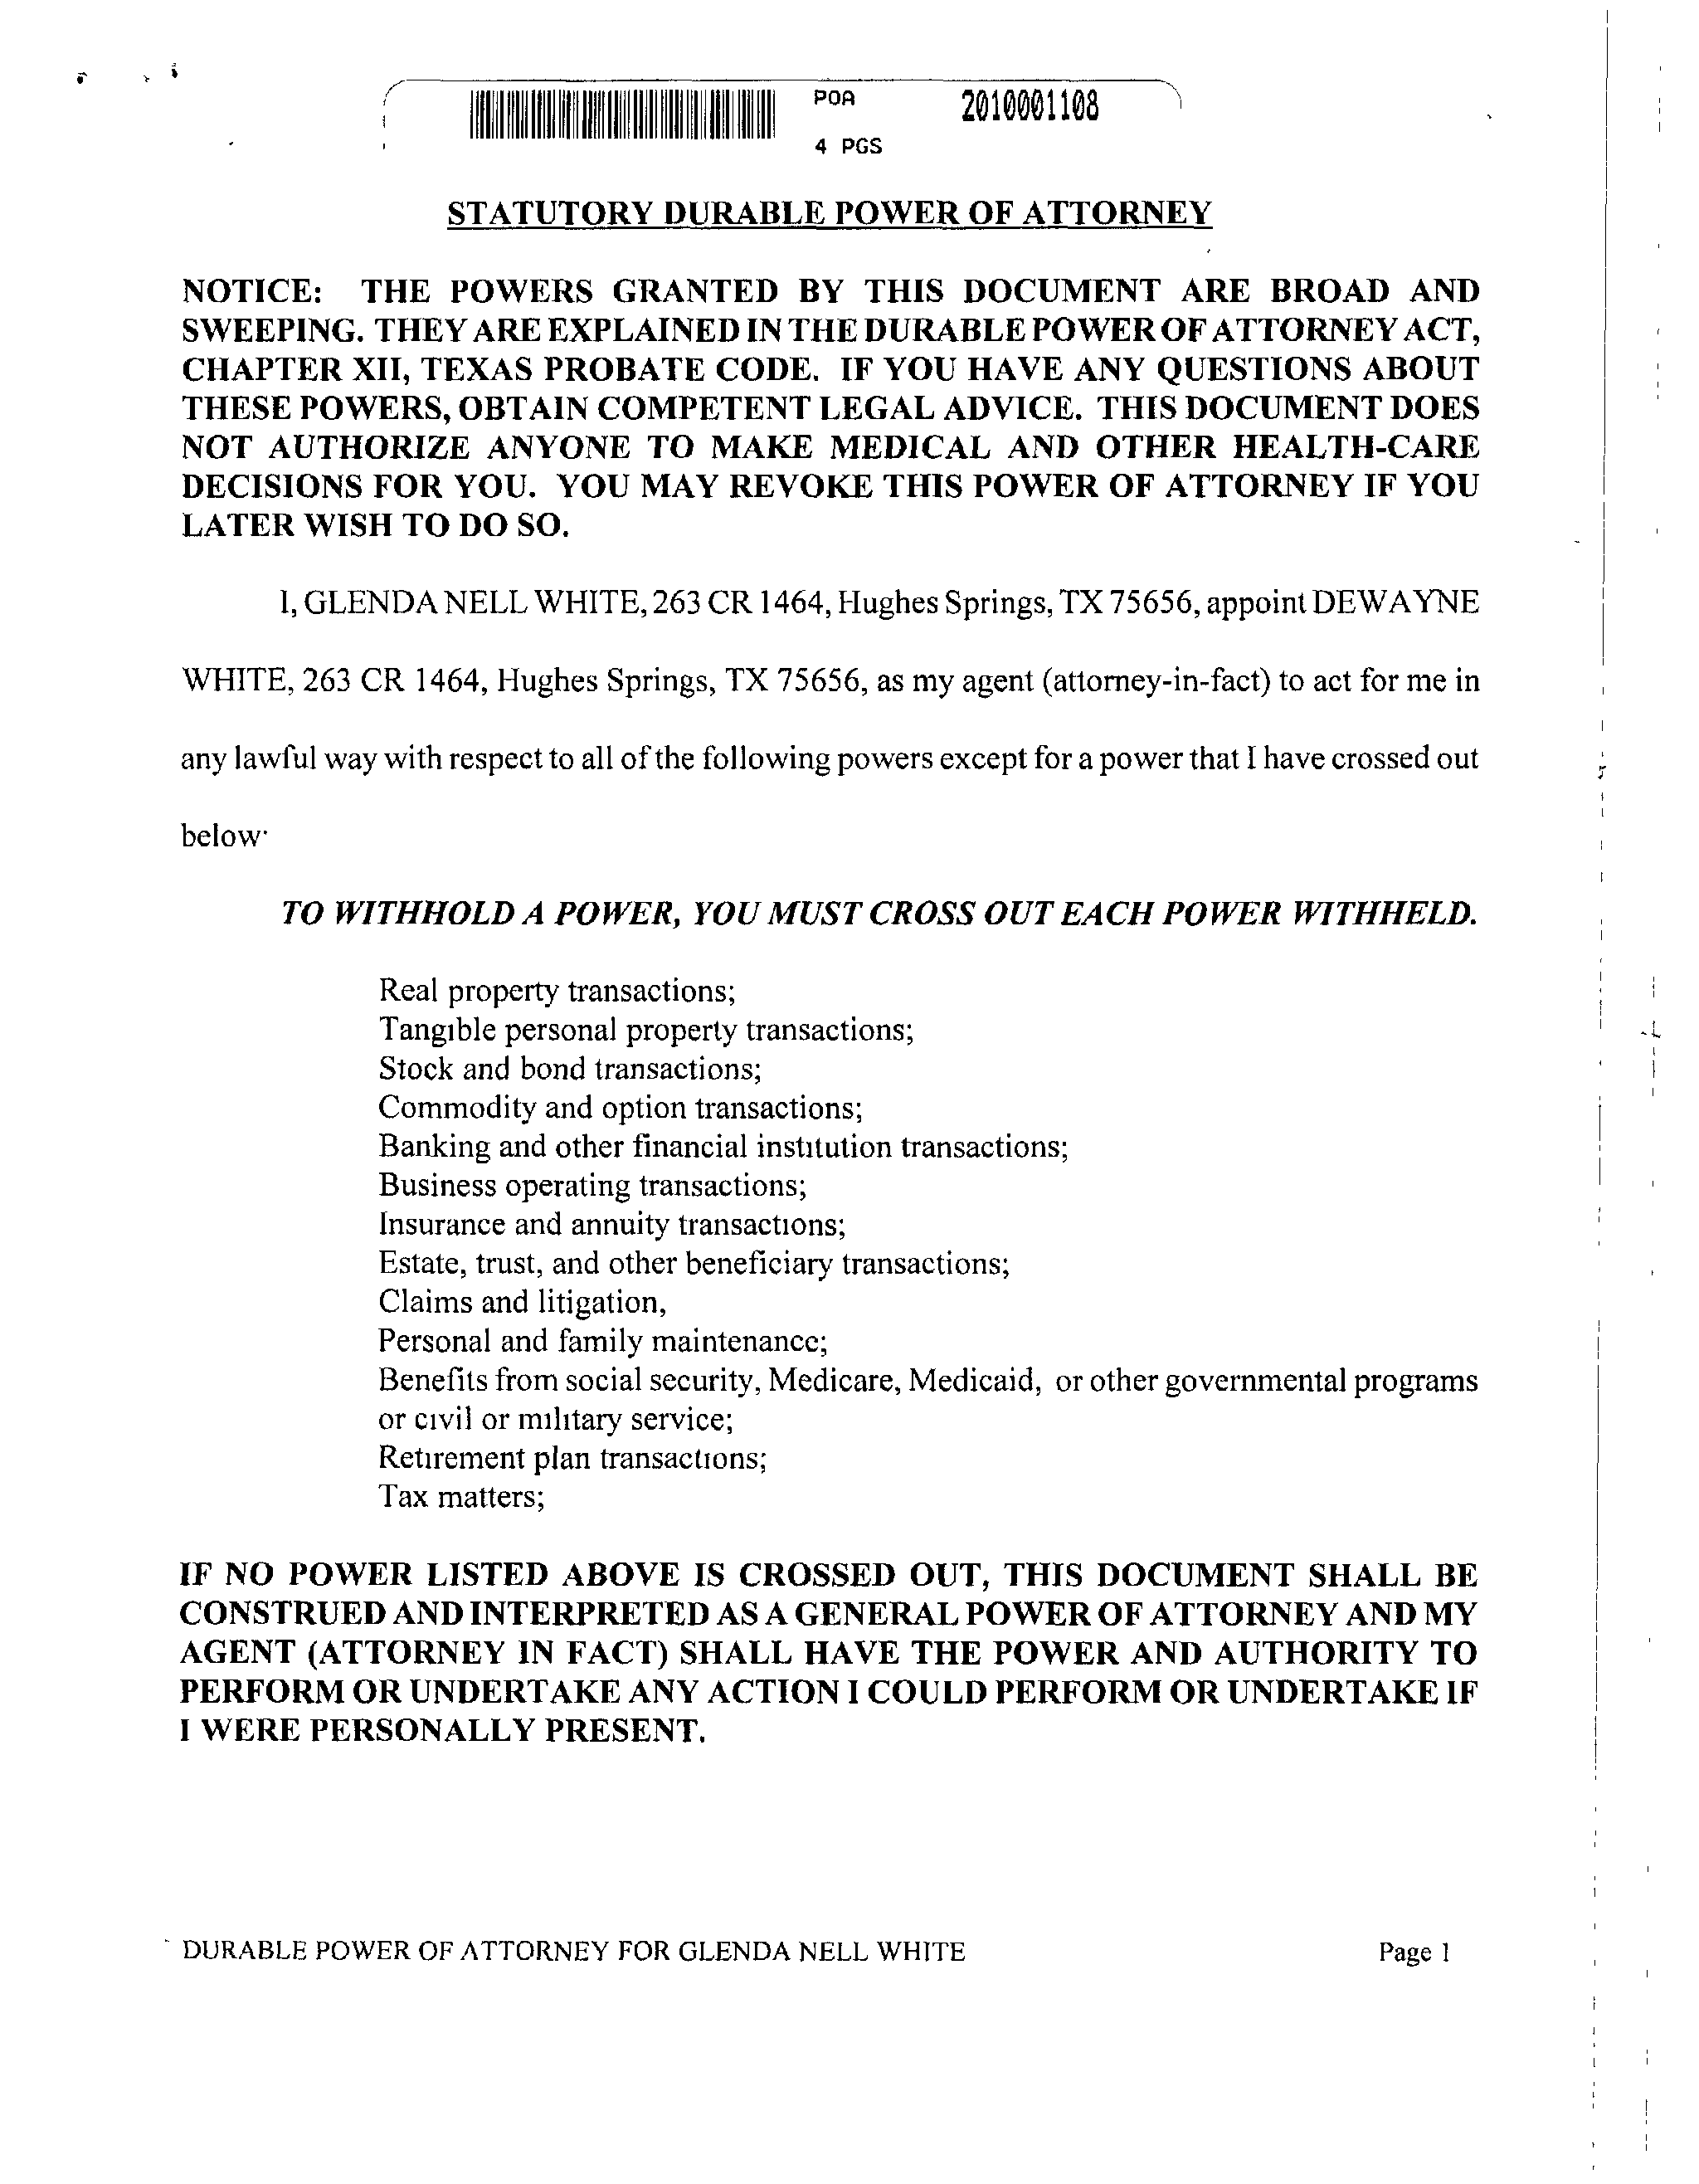 POA 2010001108
4 PGS
STATUTORY DURABLE POWER OF ATTORNEY
NOTICE: THE POWERS GRANTED BY THIS DOCUMENT ARE BROAD AND
SWEEPING. THEY ARE EXPLAINED IN THE DURABLE POWER OF ATTORNEY ACT,
CHAPTER XII, TEXAS PROBATE CODE. IF YOU HAVE ANY QUESTIONS ABOUT
THESE POWERS, OBTAIN COMPETENT LEGAL ADVICE. THIS DOCUMENT DOES
NOT AUTHORIZE ANYONE TO MAKE MEDICAL AND OTHER HEALTH-CARE
DECISIONS FOR YOU. YOU MAY REVOKE THIS POWER OF ATTORNEY IF YOU
LATER WISH TO DO SO.
I, GLENDA NELL WHITE, 263 CR 1464, Hughes Springs, TX 75656, appoint DEWAYNE
WHITE, 263 CR 1464, Hughes Springs, TX 75656, as my agent (attorney-in-fact) to act for me in
any lawful way with respect to all of the following powers except for a power that I have crossed out
below·
TO WITHHOLD A POWER, YOU MUST CROSS OUT EACH POWER WITHHELD.
Real property transactions;
Tangible personal property transactions;
Stock and bond transactions;
Commodity and option transactions;
Banking and other financial institution transactions;
Business operating transactions;
Insurance and annuity transactions;
Estate, trust, and other beneficiary transactions;
Claims and litigation,
Personal and family maintenance;
Benefits from social security, Medicare, Medicaid, or other governmental programs
or civil or military service;
Retirement plan transactions;
Tax matters;
IF NO POWER LISTED ABOVE IS CROSSED OUT, THIS DOCUMENT SHALL BE
CONSTRUED AND INTERPRETED AS A GENERAL POWER OF ATTORNEY AND MY
AGENT (ATTORNEY IN FACT) SHALL HAVE THE POWER AND AUTHORITY TO
PERFORM OR UNDERTAKE ANY ACTION I COULD PERFORM OR UNDERTAKE IF
I WERE PERSONALLY PRESENT.
DURABLE POWER OF ATTORNEY FOR GLENDA NELL WHITE Page 1